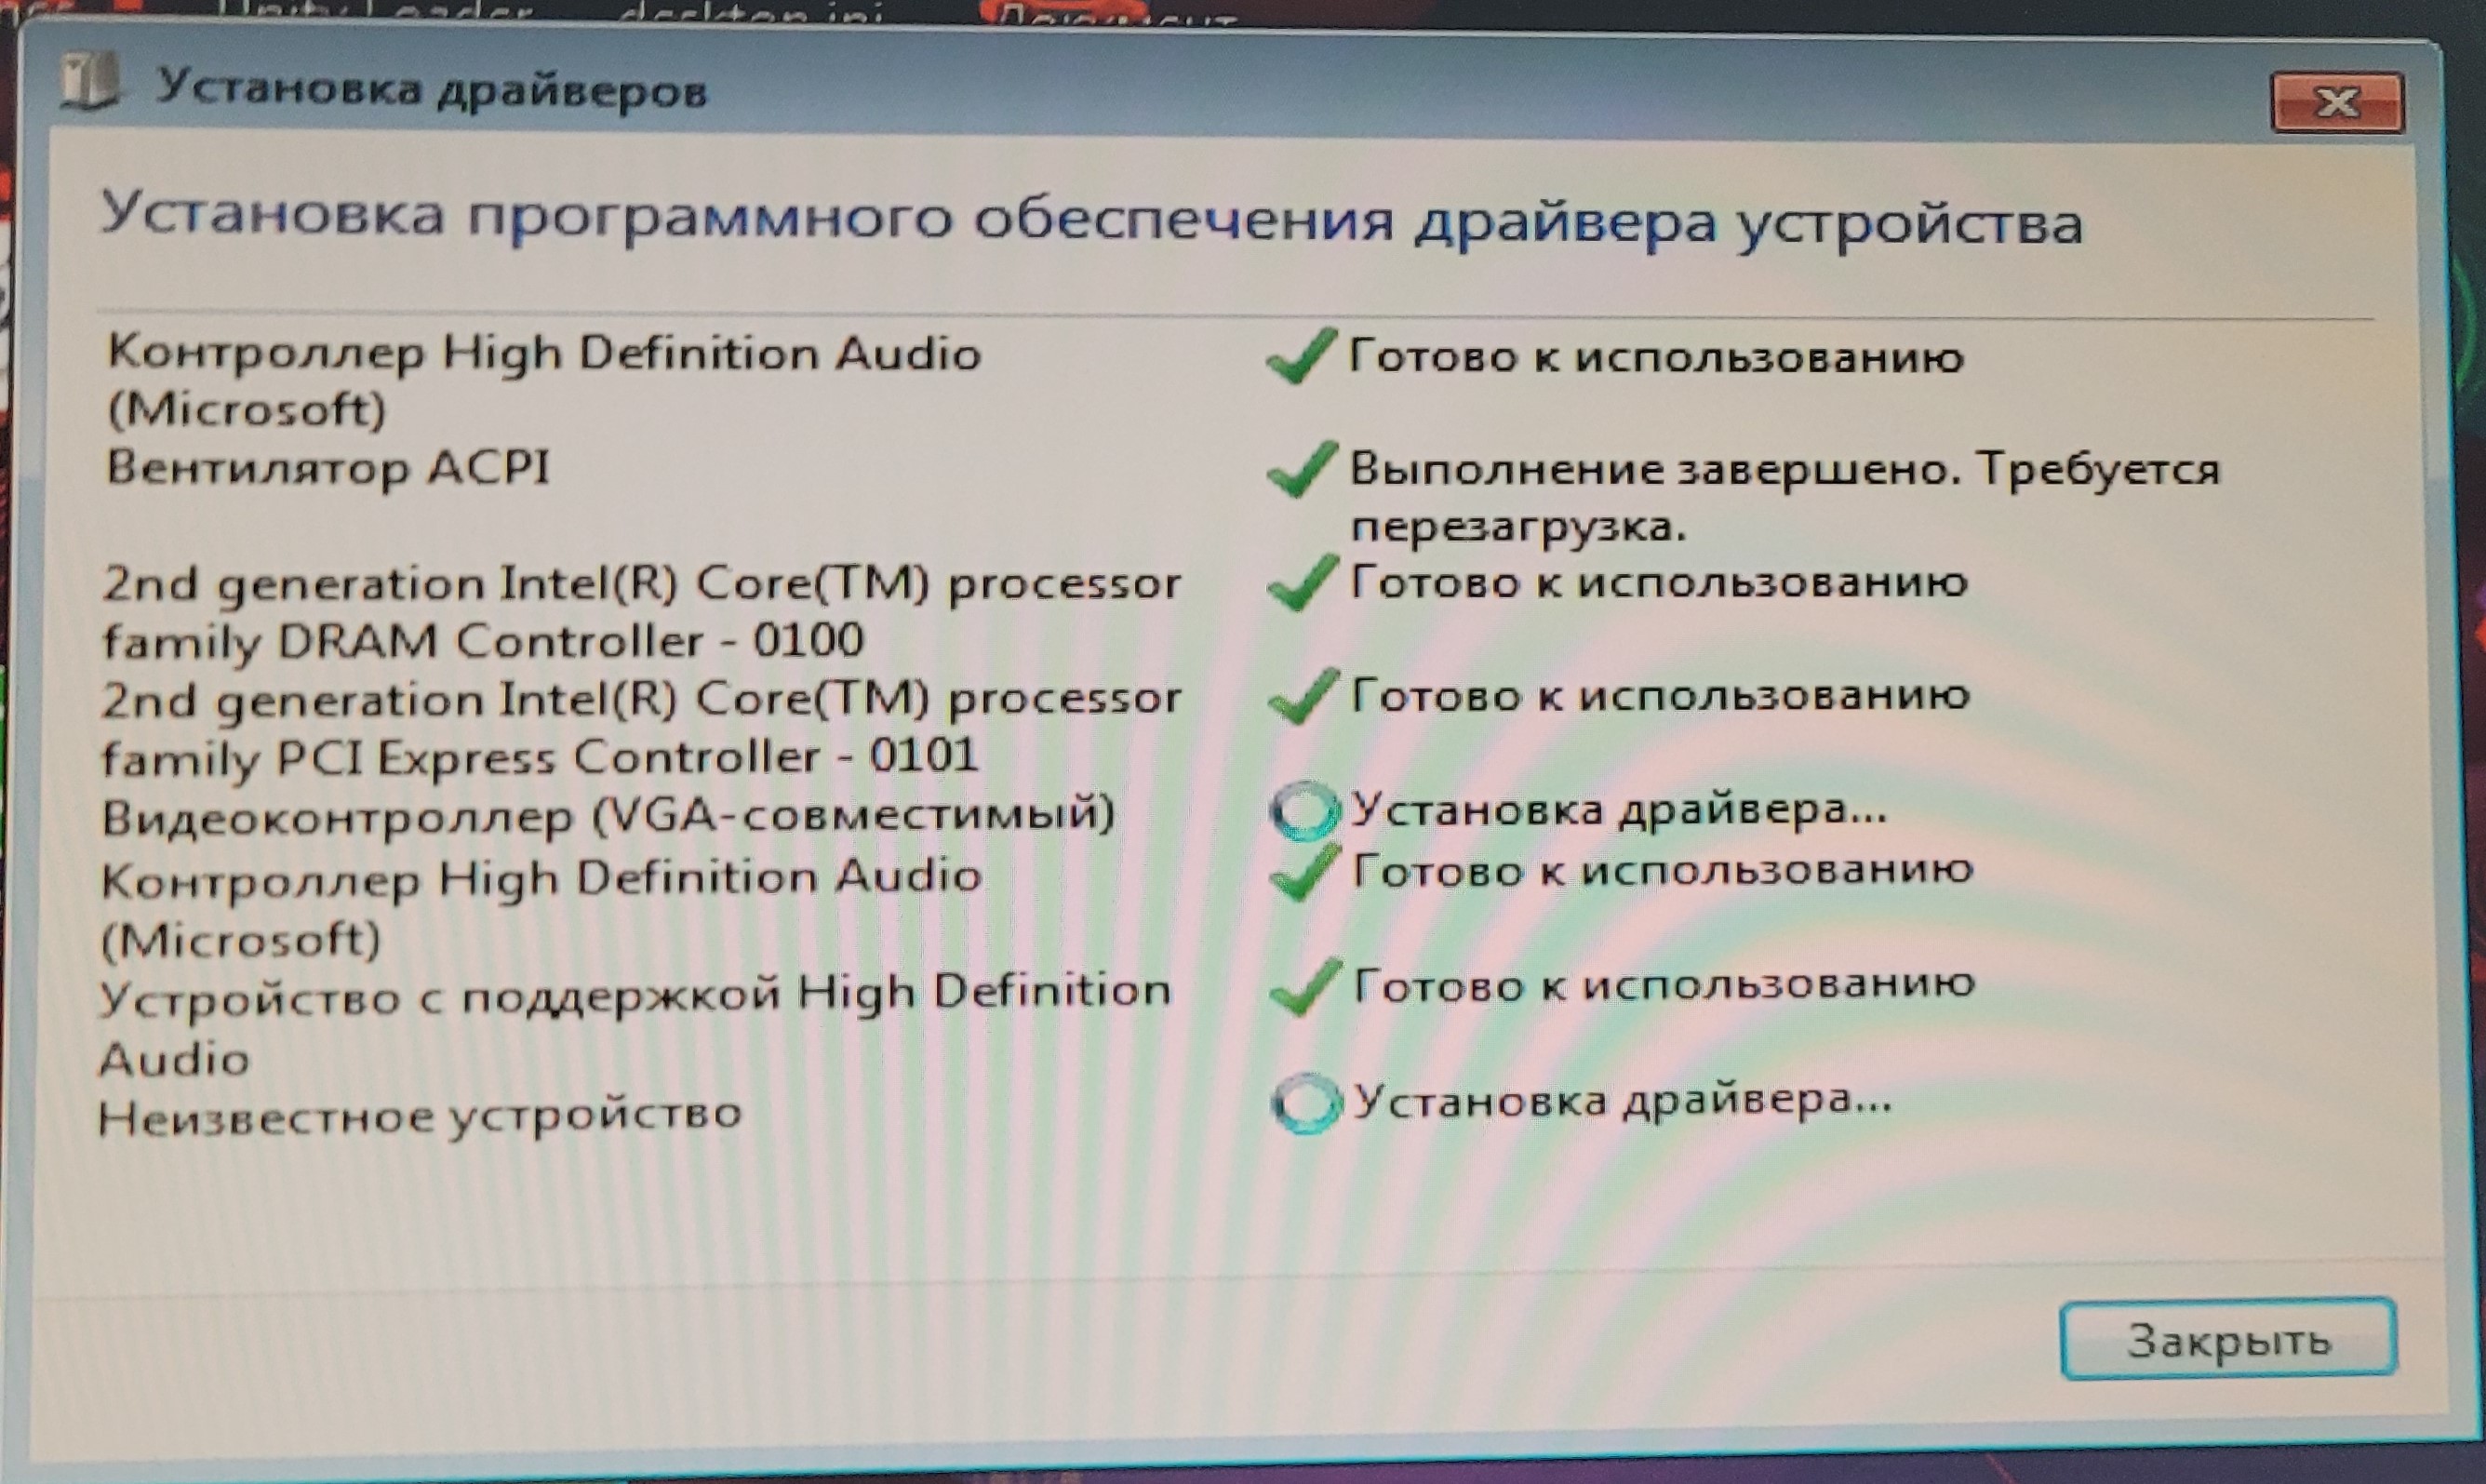 desktop.ini
Установка драйверов
Установка программного обеспечения драйвера устройства
Контроллер High Definition Audio
(Microsoft)
Готово к использованию
Вентилятор ACPI
Выполнение завершено. Требуется
перезагрузка.
2nd generation Intel(R) Core(TM) processor
family DRAM Controller - 0100
Готово к использованию
2nd generation Intel(R) Core(TM) processor
family PCI Express Controller - 0101
Готово к использованию
Видеоконтроллер (VGA-совместимый)
Установка драйвера...
Контроллер High Definition Audio
(Microsoft)
Готово к использованию
Устройство с поддержкой High Definition
Audio
Готово к использованию
Неизвестное устройство
Установка драйвера...
Закрыть